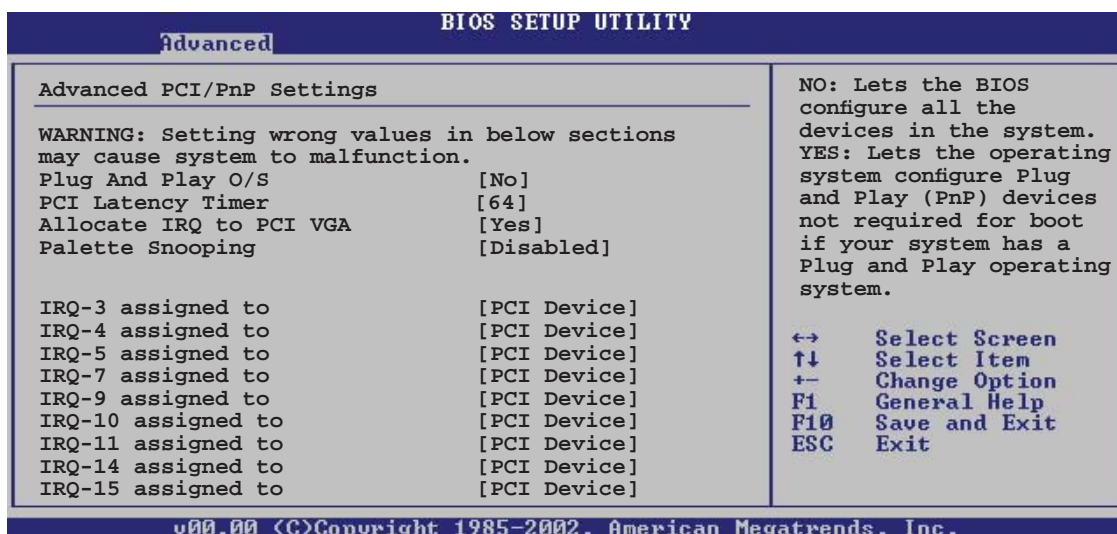 BIOS SETUP UTILITY
Advanced
Advanced PCI/PnP Settings
WARNING: Setting wrong values in below sections
may cause system to malfunction.
Plug And Play O/S [No]
PCI Latency Timer [64]
Allocate IRQ to PCI VGA [Yes]
Palette Snooping [Disabled]
IRQ-3 assigned to [PCI Device]
IRQ-4 assigned to [PCI Device]
IRQ-5 assigned to [PCI Device]
IRQ-7 assigned to [PCI Device]
IRQ-9 assigned to [PCI Device]
IRQ-10 assigned to [PCI Device]
IRQ-11 assigned to [PCI Device]
IRQ-14 assigned to [PCI Device]
IRQ-15 assigned to [PCI Device]
NO: Lets the BIOS
configure all the
devices in the system.
YES: Lets the operating
system configure Plug
and Play (PnP) devices
not required for boot
if your system has a
Plug and Play operating
system.
←→ Select Screen
↑↓ Select Item
+- Change Option
F1 General Help
F10 Save and Exit
ESC Exit
v00.00 (C)Copyright 1985-2002, American Megatrends, Inc.